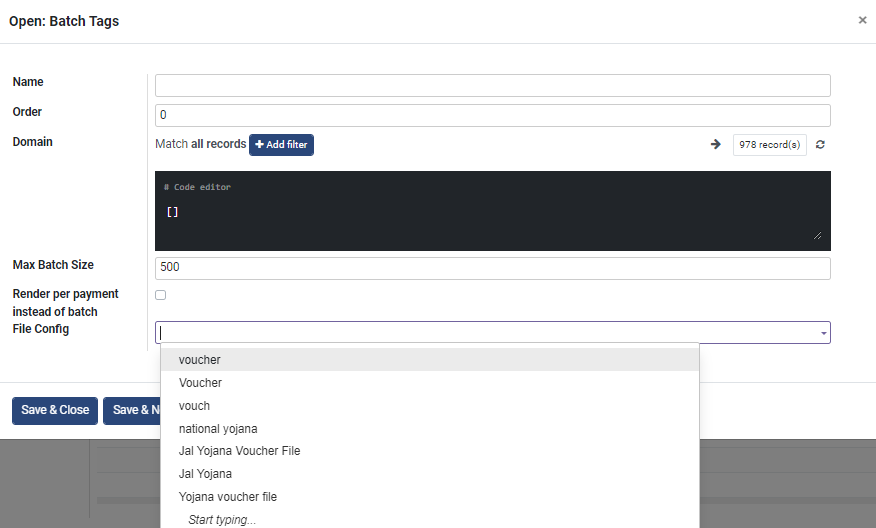 Open: Batch Tags
×
Name
Order
0
Domain
Match all records + Add filter
978 record(s)
# Code editor
[]
Max Batch Size
500
Render per payment
instead of batch
File Config
voucher
Voucher
vouch
national yojana
Jal Yojana Voucher File
Jal Yojana
Yojana voucher file
Start typing...
Save & Close
Save & N